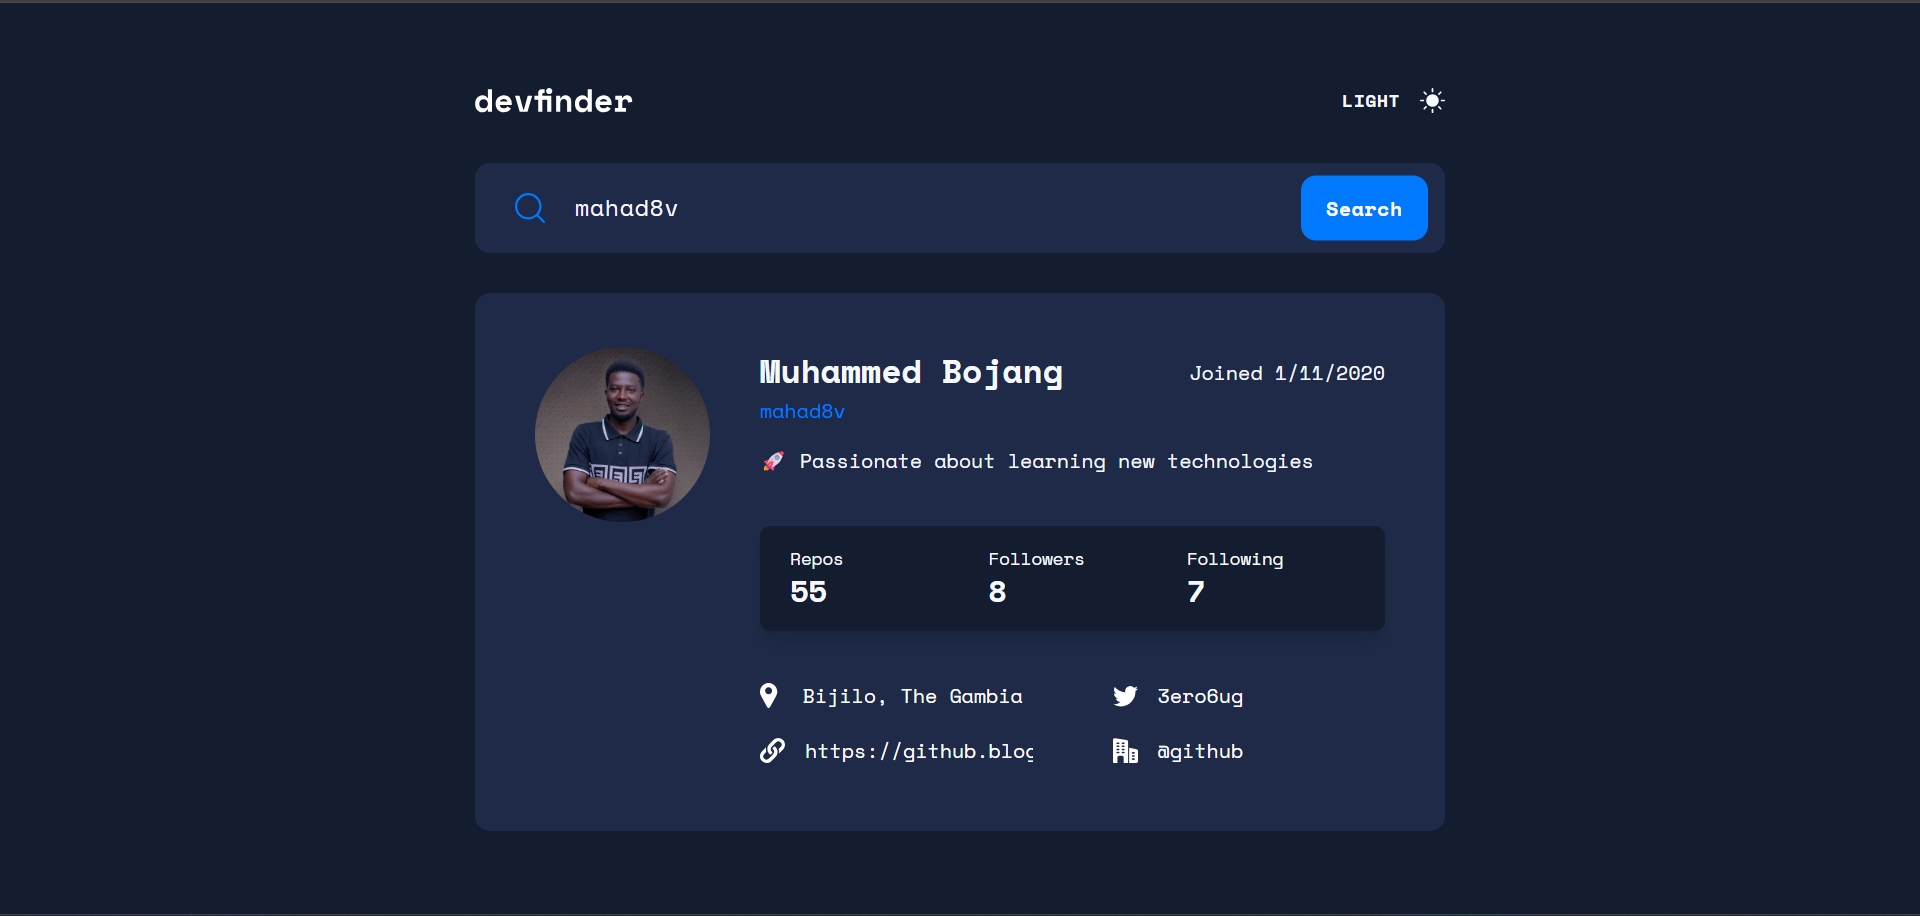 devfinder
LIGHT
mahad8v
Search
Muhammed Bojang
Joined 1/11/2020
mahad8v
🚀 Passionate about learning new technologies
Repos Followers Following
55 8 7
Bijilo, The Gambia
3ero6ug
https://github.blog
@github